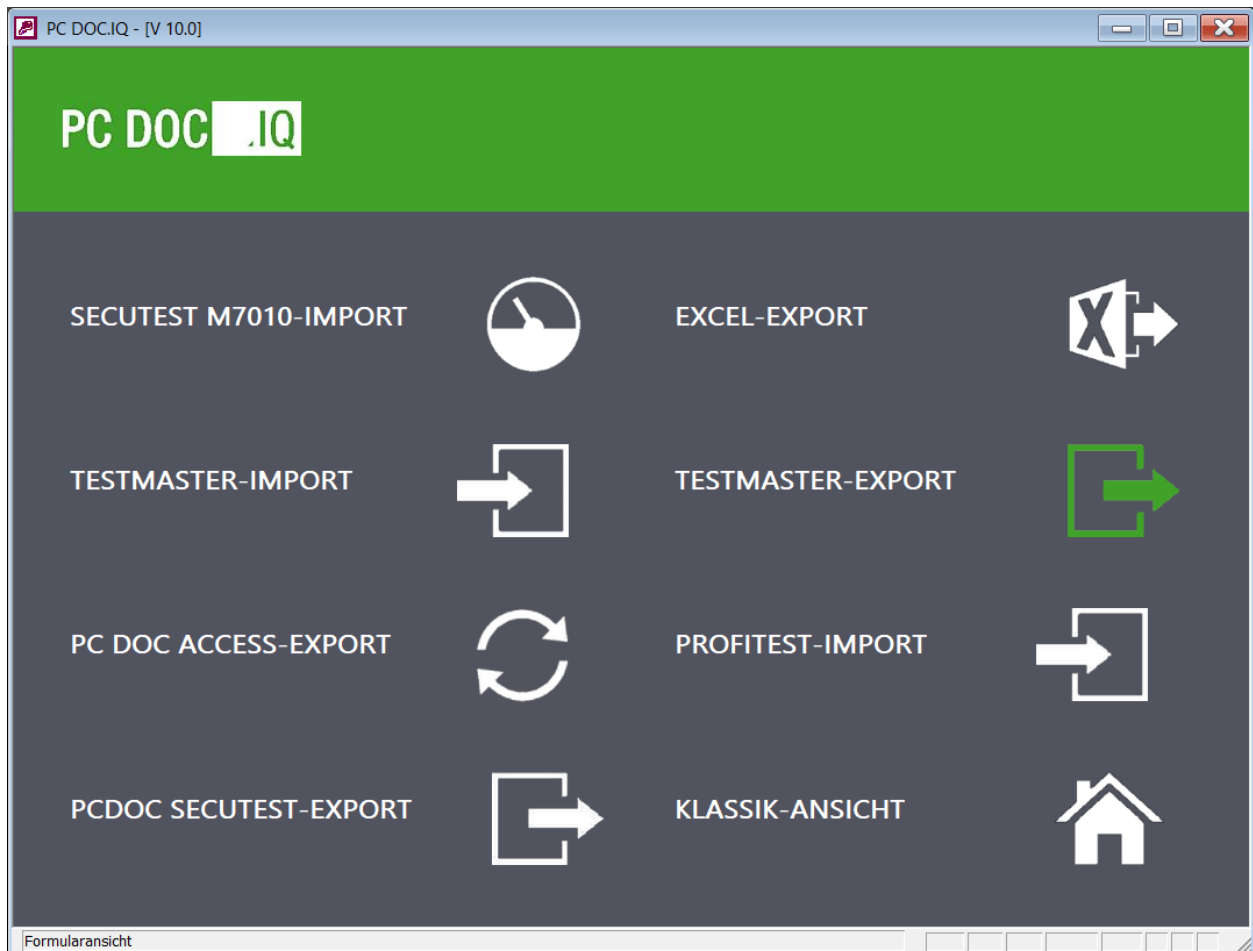 PC DOC.IQ - [V 10.0]
PC DOC .IQ
SECUTEST M7010-IMPORT
EXCEL-EXPORT
X
TESTMASTER-IMPORT
TESTMASTER-EXPORT
PC DOC ACCESS-EXPORT
PROFITEST-IMPORT
PCDOC SECUTEST-EXPORT
KLASSIK-ANSICHT
Formularansicht